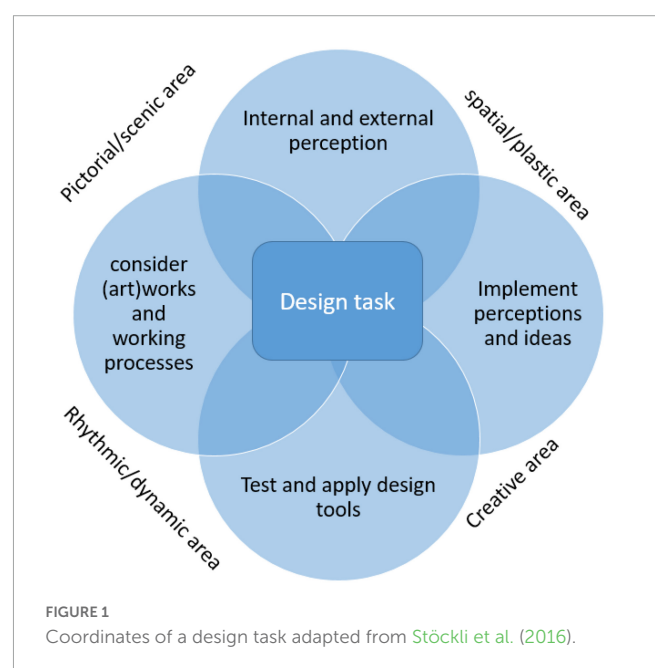 Pictorial/scenic area
Internal and external
perception
spatial/plastic area
consider
(art)works
and
working
processes
Design task
Implement
perceptions
and ideas
Rhythmic/dynamic area
Test and apply design
tools
Creative area
FIGURE 1
Coordinates of a design task adapted from Stöckli et al. (2016).